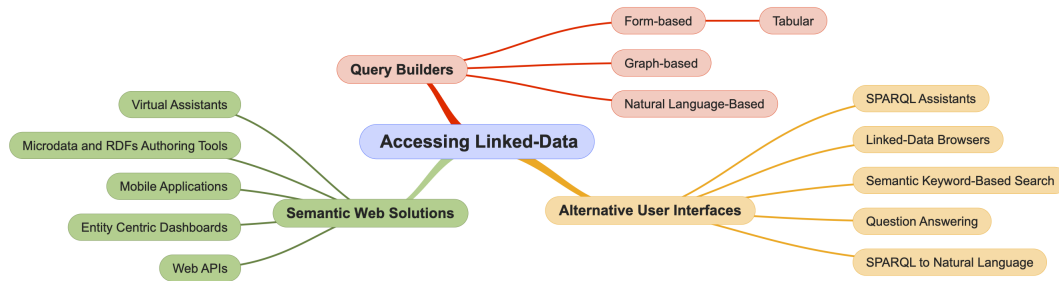 Accessing Linked-Data
Query Builders
Form-based
Tabular
Graph-based
Natural Language-Based
Alternative User Interfaces
SPARQL Assistants
Linked-Data Browsers
Semantic Keyword-Based Search
Question Answering
SPARQL to Natural Language
Semantic Web Solutions
Virtual Assistants
Microdata and RDFs Authoring Tools
Mobile Applications
Entity Centric Dashboards
Web APIs